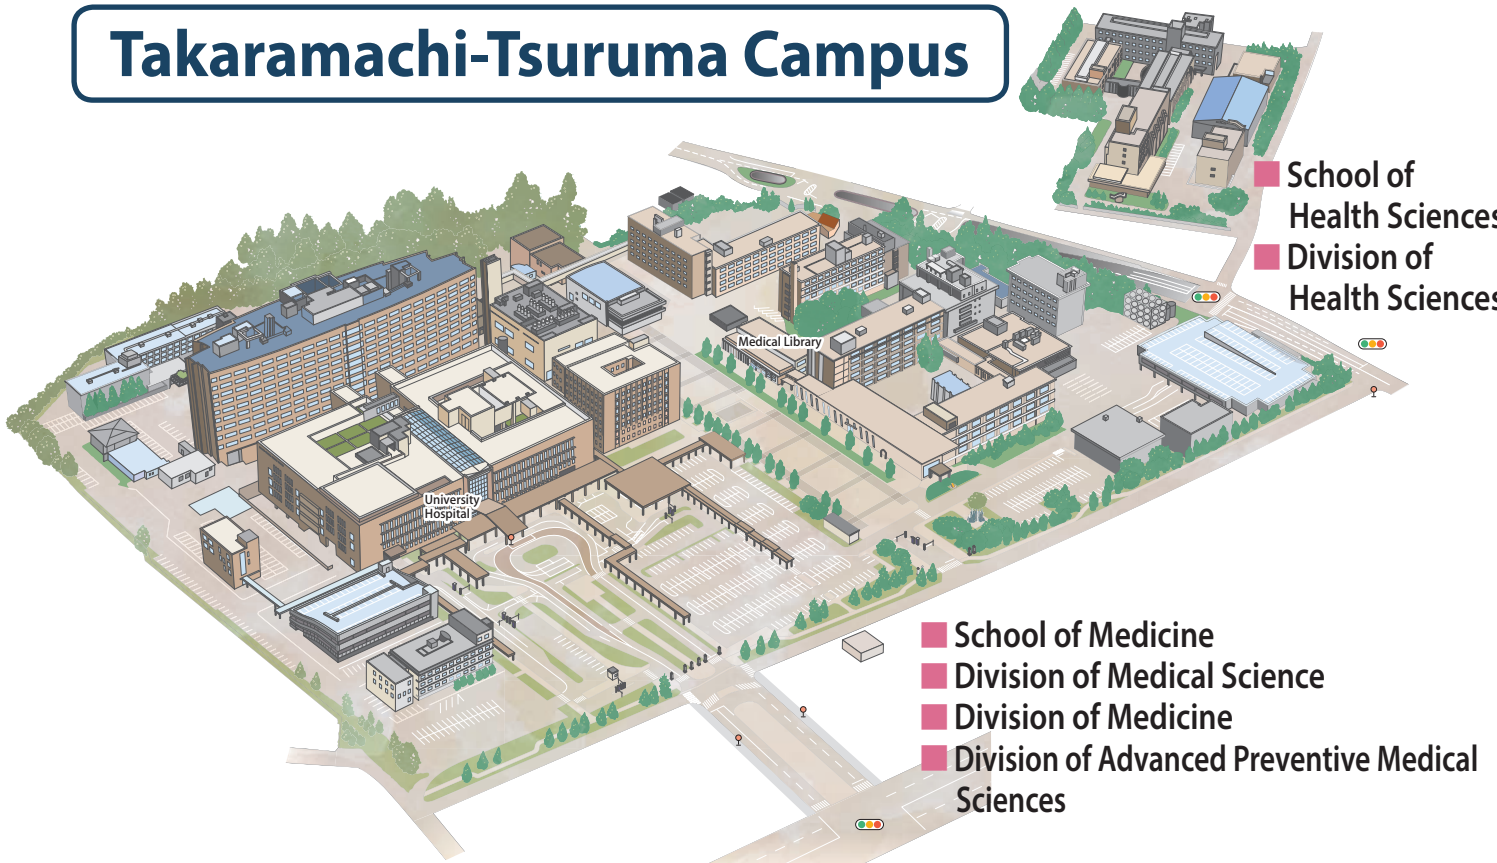 Takaramachi-Tsuruma Campus
School of
Health Sciences
Division of
Health Sciences
Medical Library
University
Hospital
School of Medicine
Division of Medical Science
Division of Medicine
Division of Advanced Preventive Medical
Sciences